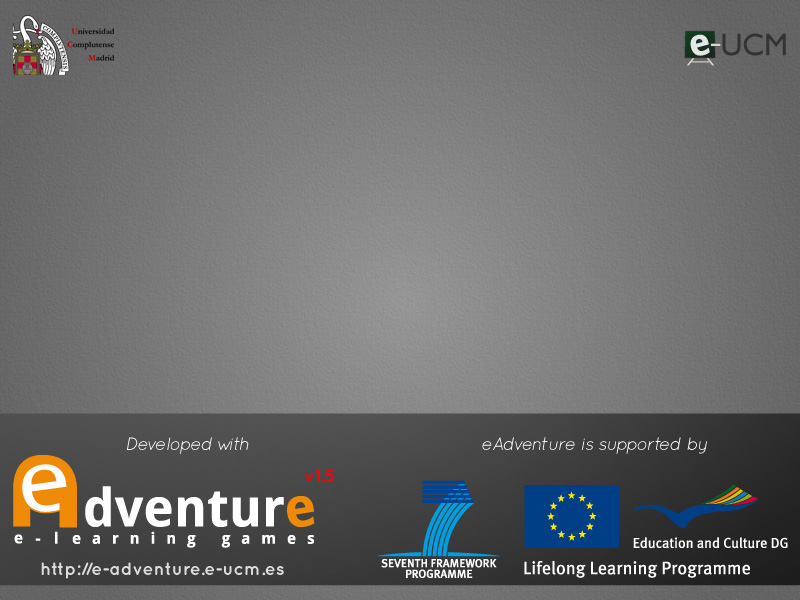 Universidad
Complutense
Madrid
e-UCM
Developed with
eAdventure is supported by
v1.5
eAdventure
e-learning games
http://e-adventure.e-ucm.es
7
SEVENTH FRAMEWORK
PROGRAMME
Education and Culture DG
Lifelong Learning Programme